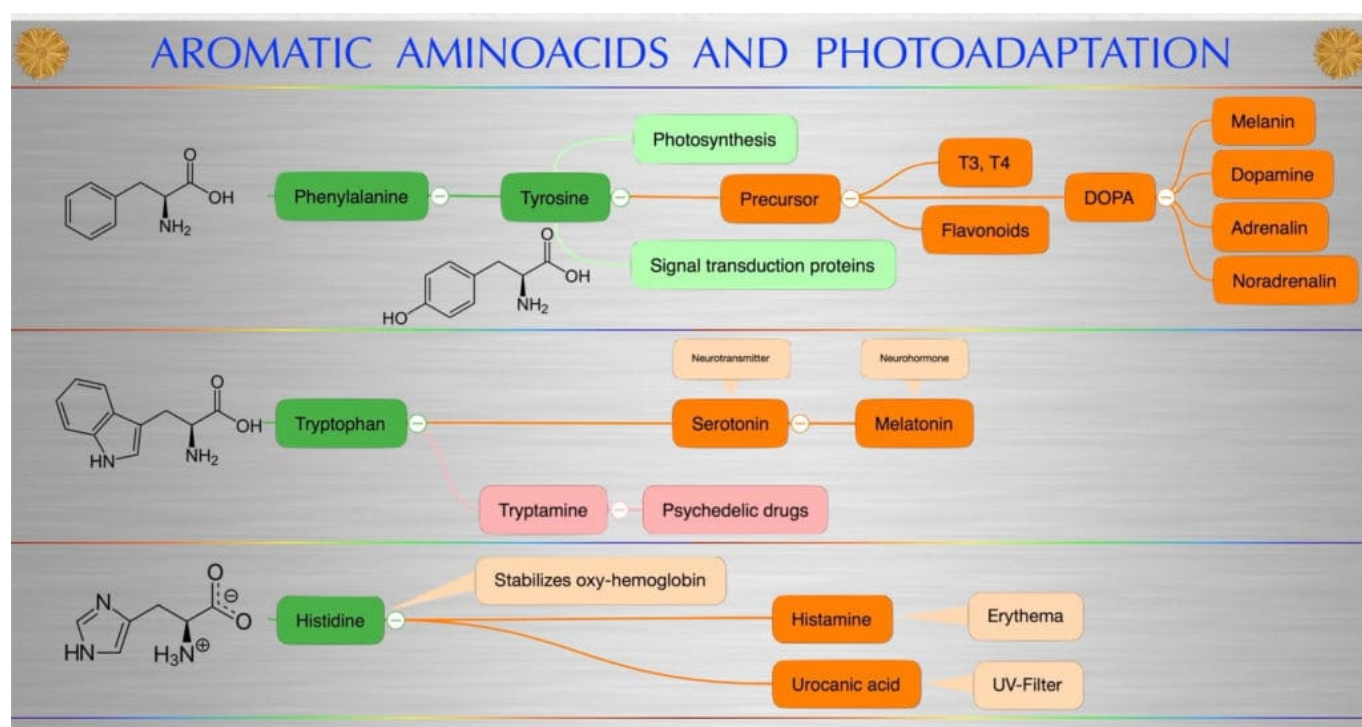 AROMATIC AMINOACIDS AND PHOTOADAPTATION
O
OH
NH₂
Phenylalanine
Tyrosine
Photosynthesis
Signal transduction proteins
O
OH
NH₂
HO
Precursor
T3, T4
Flavonoids
DOPA
Melanin
Dopamine
Adrenalin
Noradrenalin
O
OH
NH₂
HN
Tryptophan
Neurotransmitter
Serotonin
Neurohormone
Melatonin
Tryptamine
Psychedelic drugs
N
HN
O
⊖
O
H₃N⊕
Histidine
Stabilizes oxy-hemoglobin
Histamine
Erythema
Urocanic acid
UV-Filter